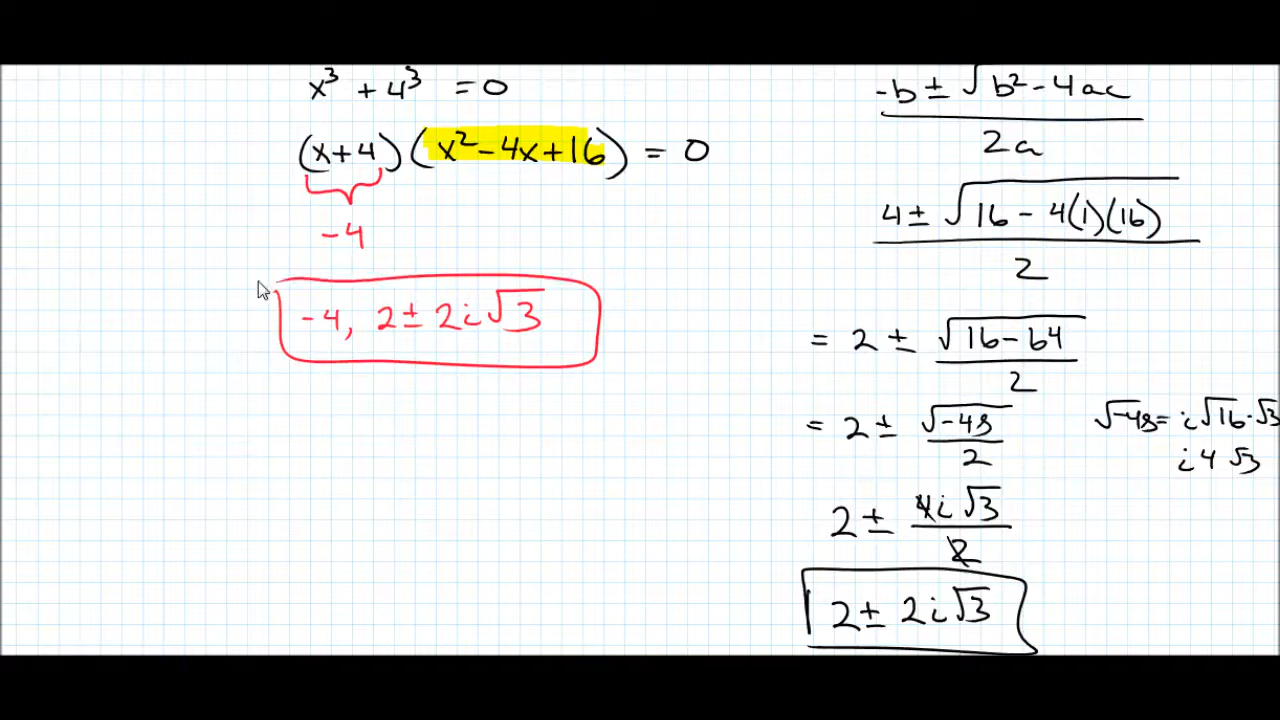 x³ + 4³ = 0
(x+4)(x²-4x+16) = 0
-4
-4, 2 ± 2i√3
-b ± √b²-4ac
2a
4 ± √16 - 4(1)(16)
2
= 2 ± √16-64
2
= 2 ± √-48
2
√-48 = i√16·√3
i4√3
2 ± 4i√3
2
2 ± 2i√3